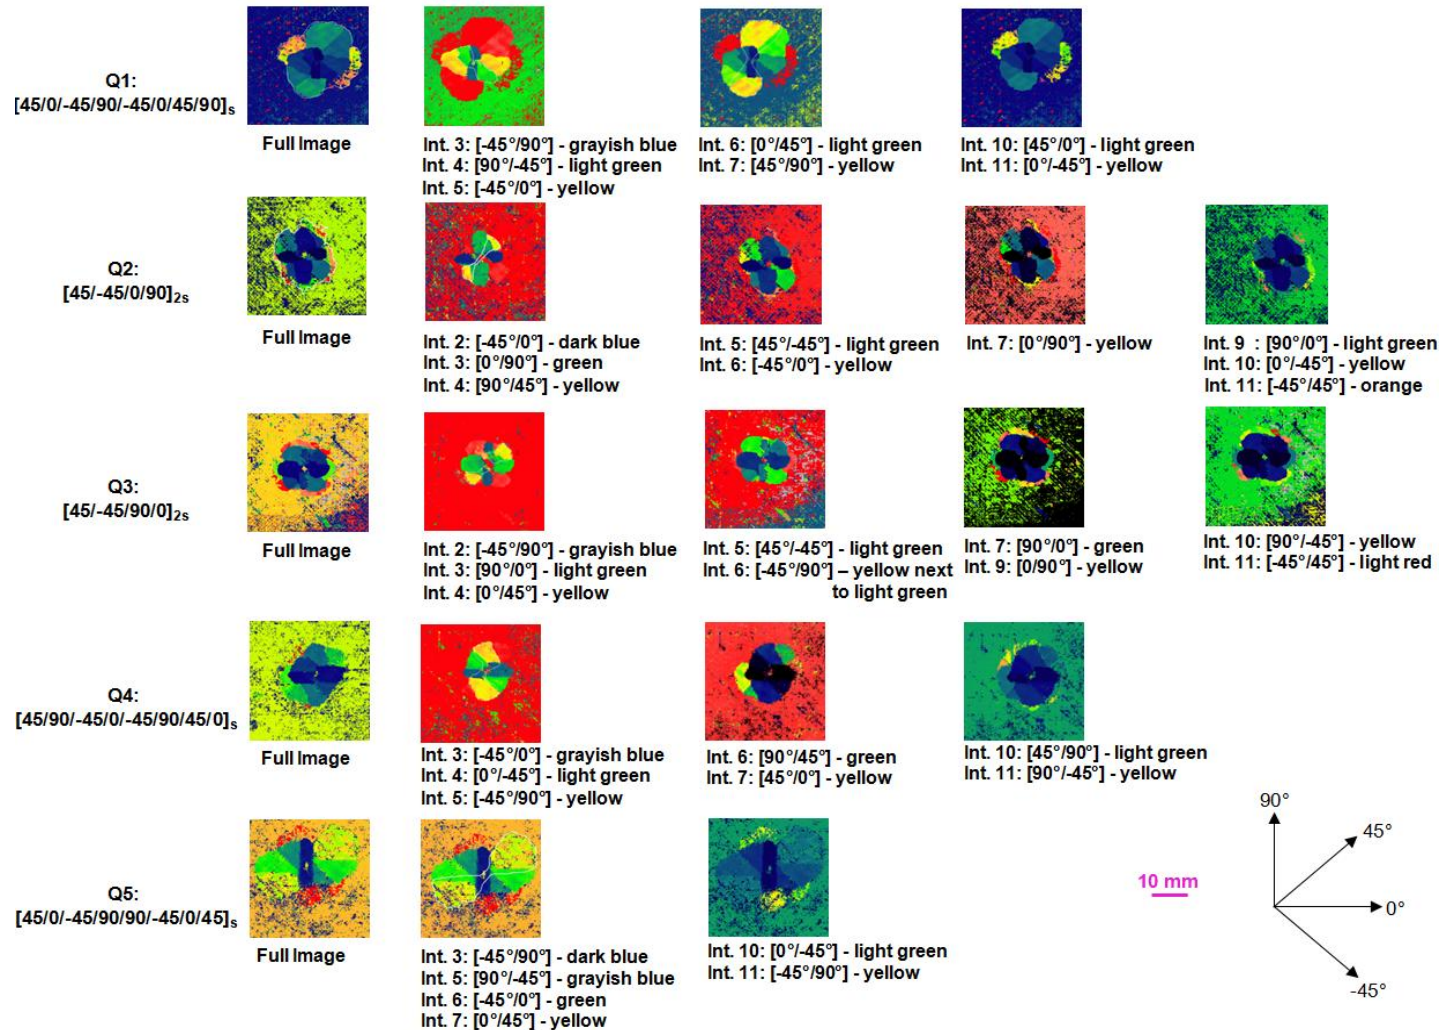 Q1:
[45/0/-45/90/-45/0/45/90]s
Full Image
Int. 3: [-45°/90°] - grayish blue
Int. 4: [90°/-45°] - light green
Int. 5: [-45°/0°] - yellow
Int. 6: [0°/45°] - light green
Int. 7: [45°/90°] - yellow
Int. 10: [45°/0°] - light green
Int. 11: [0°/-45°] - yellow
Q2:
[45/-45/0/90]2s
Full Image
Int. 2: [-45°/0°] - dark blue
Int. 3: [0°/90°] - green
Int. 4: [90°/45°] - yellow
Int. 5: [45°/-45°] - light green
Int. 6: [-45°/0°] - yellow
Int. 7: [0°/90°] - yellow
Int. 9 : [90°/0°] - light green
Int. 10: [0°/-45°] - yellow
Int. 11: [-45°/45°] - orange
Q3:
[45/-45/90/0]2s
Full Image
Int. 2: [-45°/90°] - grayish blue
Int. 3: [90°/0°] - light green
Int. 4: [0°/45°] - yellow
Int. 5: [45°/-45°] - light green
Int. 6: [-45°/90°] – yellow next
to light green
Int. 7: [90°/0°] - green
Int. 9: [0/90°] - yellow
Int. 10: [90°/-45°] - yellow
Int. 11: [-45°/45°] - light red
Q4:
[45/90/-45/0/-45/90/45/0]s
Full Image
Int. 3: [-45°/0°] - grayish blue
Int. 4: [0°/-45°] - light green
Int. 5: [-45°/90°] - yellow
Int. 6: [90°/45°] - green
Int. 7: [45°/0°] - yellow
Int. 10: [45°/90°] - light green
Int. 11: [90°/-45°] - yellow
Q5:
[45/0/-45/90/90/-45/0/45]s
Full Image
Int. 3: [-45°/90°] - dark blue
Int. 5: [90°/-45°] - grayish blue
Int. 6: [-45°/0°] - green
Int. 7: [0°/45°] - yellow
Int. 10: [0°/-45°] - light green
Int. 11: [-45°/90°] - yellow
10 mm
90°
45°
0°
-45°